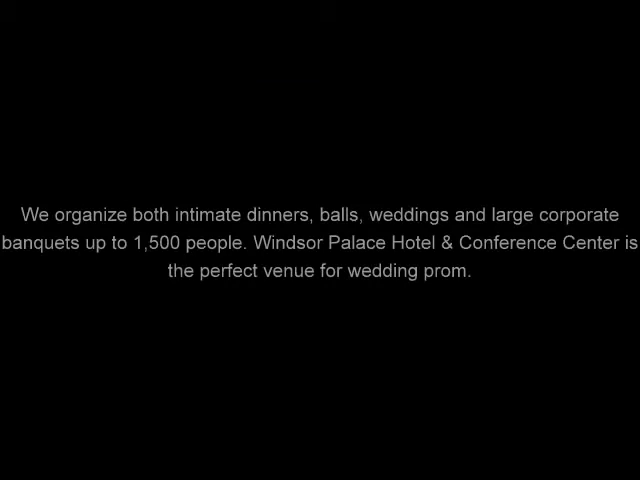 We organize both intimate dinners, balls, weddings and large corporate
banquets up to 1,500 people. Windsor Palace Hotel & Conference Center is
the perfect venue for wedding prom.